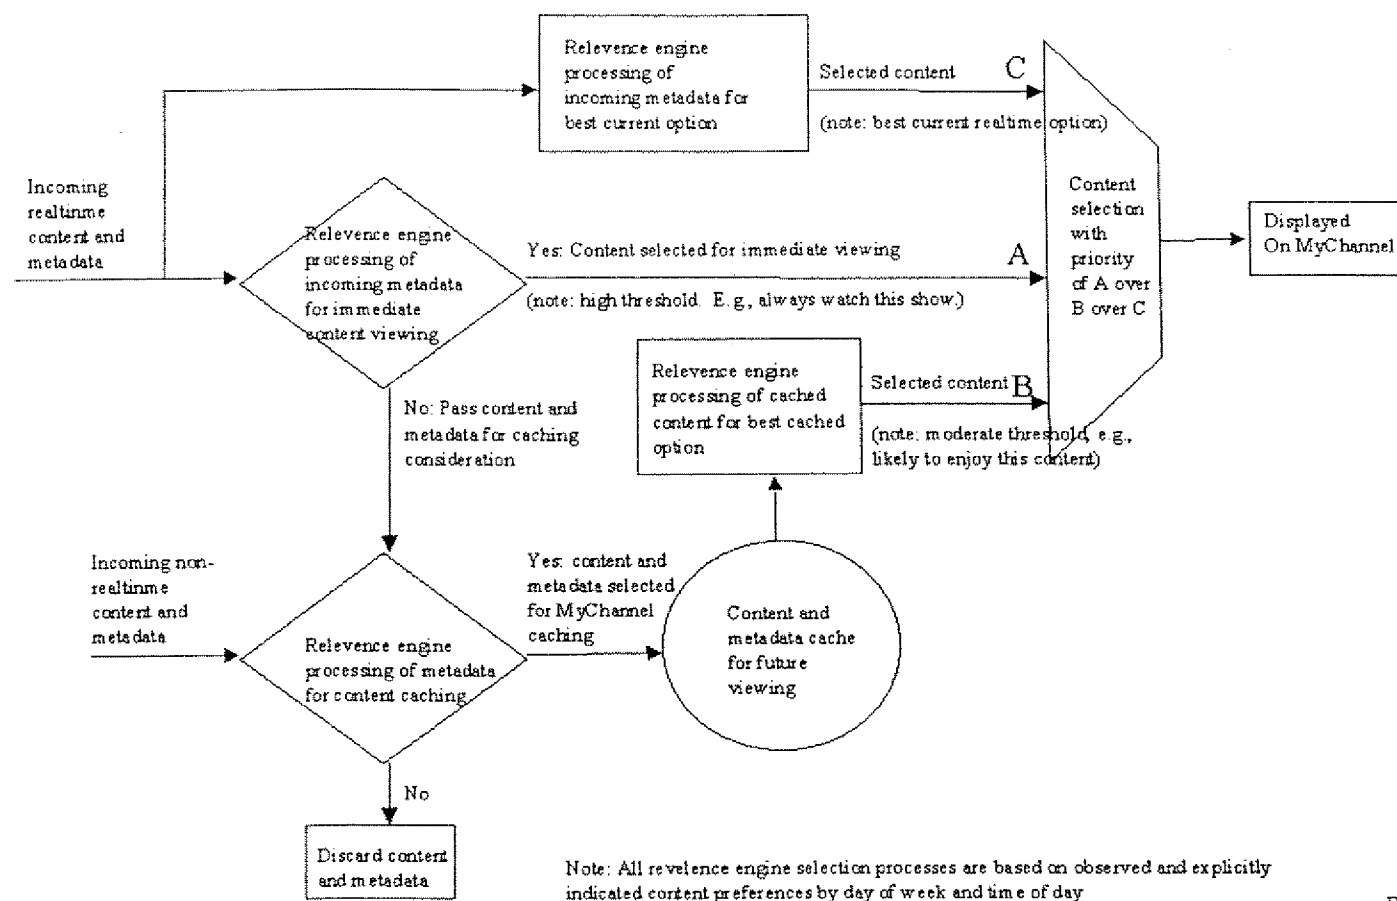 Relevence engine
processing of
incoming metadata for
best current option
Selected content
C
(note: best current realtime option)
Incoming
realtinme
content and
metadata
Relevence engine
processing of
incoming metadata
for immediate
content viewing
Yes: Content selected for immediate viewing
A
(note: high threshold. E.g., always watch this show.)
Content
selection
with
priority
of A over
B over C
Displayed
On MyChannel
Relevence engine
processing of cached
content for best cached
option
Selected content
B
(note: moderate threshold, e.g.,
likely to enjoy this content)
No: Pass content and
metadata for caching
consideration
Incoming non-
realtinme
content and
metadata
Relevence engine
processing of metadata
for content caching
Yes: content and
metadata selected
for MyChannel
caching
Content and
metadata cache
for future
viewing
No
Discard content
and metadata
Note: All revelence engine selection processes are based on observed and explicitly
indicated content preferences by day of week and time of day